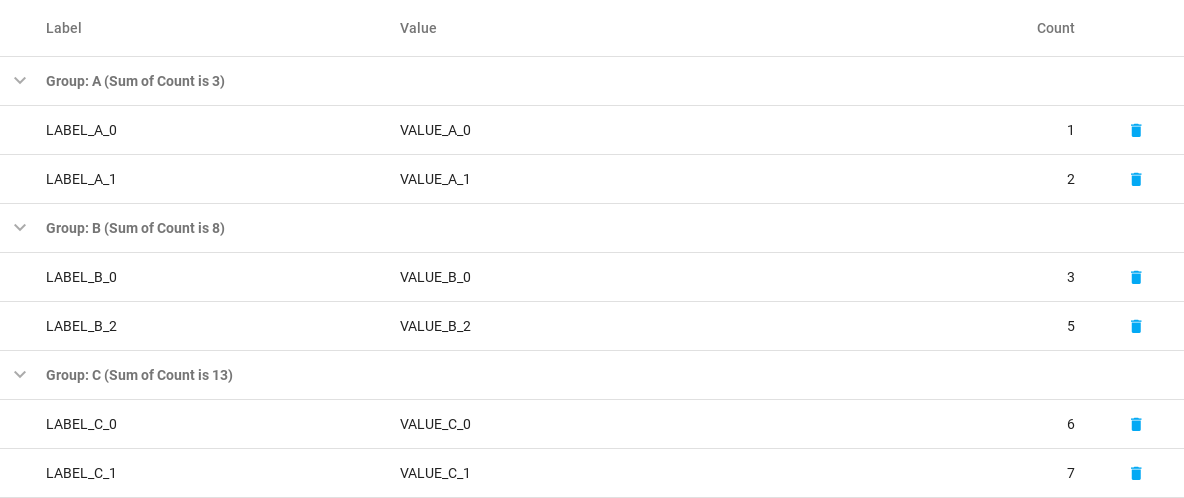 Label Value Count
Group: A (Sum of Count is 3)
LABEL_A_0 VALUE_A_0 1
LABEL_A_1 VALUE_A_1 2
Group: B (Sum of Count is 8)
LABEL_B_0 VALUE_B_0 3
LABEL_B_2 VALUE_B_2 5
Group: C (Sum of Count is 13)
LABEL_C_0 VALUE_C_0 6
LABEL_C_1 VALUE_C_1 7